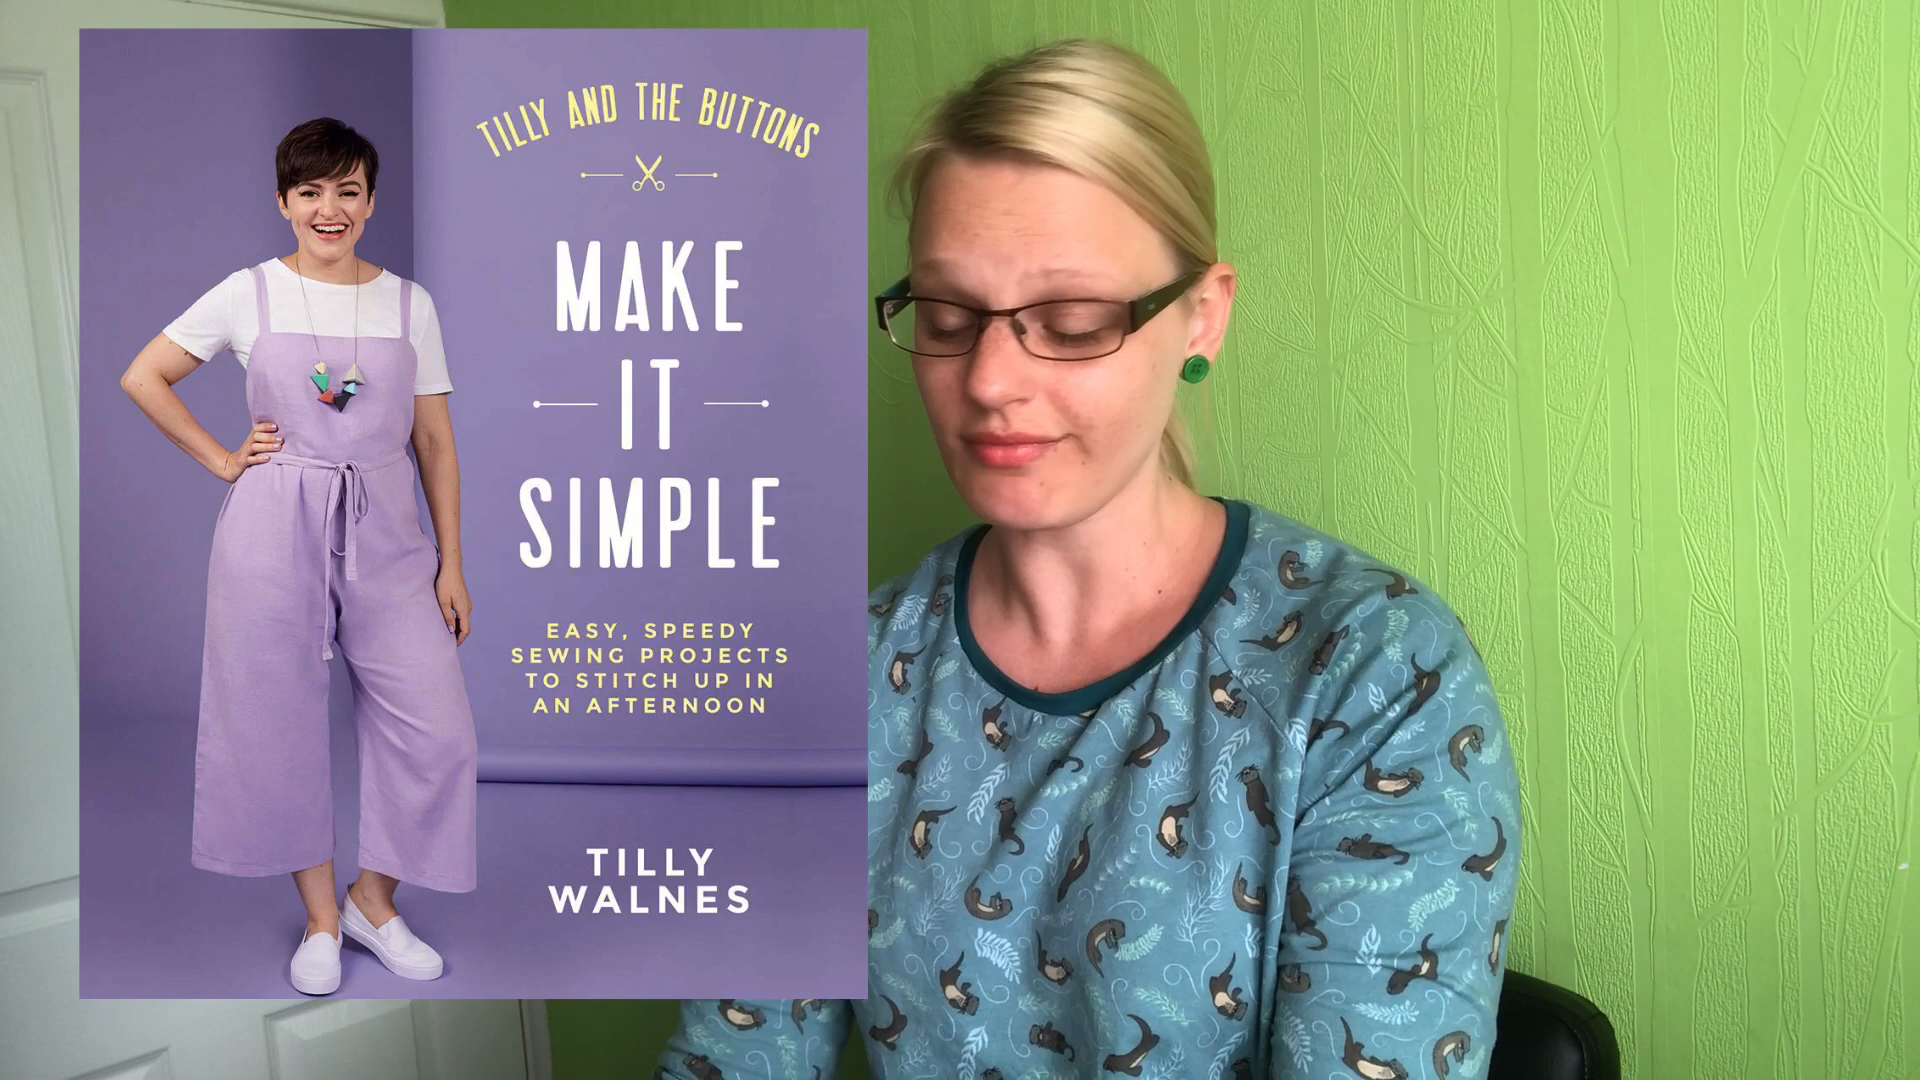 TILLY AND THE BUTTONS
MAKE
IT
SIMPLE
EASY, SPEEDY
SEWING PROJECTS
TO STITCH UP IN
AN AFTERNOON
TILLY
WALNES